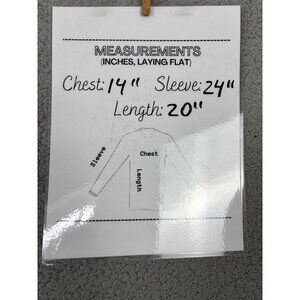 MEASUREMENTS
(INCHES, LAYING FLAT)
Chest: 14" Sleeve: 24"
Length: 20"
Sleeve
Chest
Length